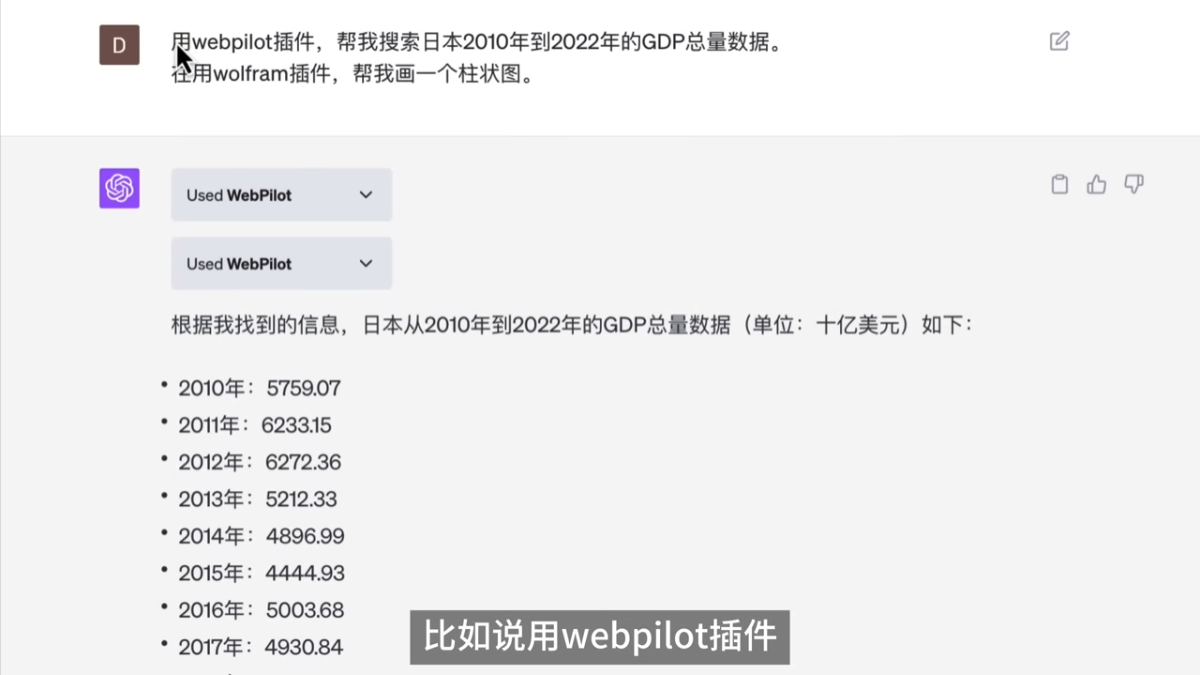 D
用webpilot插件，帮我搜索日本2010年到2022年的GDP总量数据。
在用wolfram插件，帮我画一个柱状图。
Used WebPilot
Used WebPilot
根据我找到的信息，日本从2010年到2022年的GDP总量数据（单位：十亿美元）如下：
• 2010年：5759.07
• 2011年：6233.15
• 2012年：6272.36
• 2013年：5212.33
• 2014年：4896.99
• 2015年：4444.93
• 2016年：5003.68
• 2017年：4930.84
比如说用webpilot插件